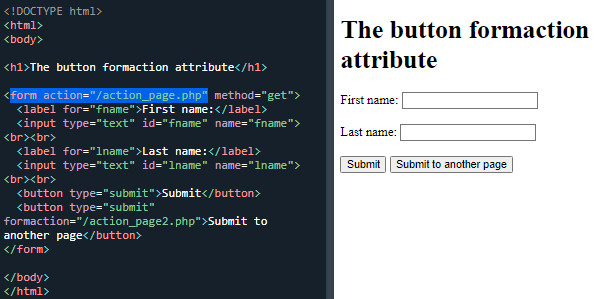 <!DOCTYPE html>
<html>
<body>
<h1>The button formaction attribute</h1>
<form action="/action_page.php" method="get">
<label for="fname">First name:</label>
<input type="text" id="fname" name="fname">
<br><br>
<label for="lname">Last name:</label>
<input type="text" id="lname" name="lname">
<br><br>
<button type="submit">Submit</button>
<button type="submit"
formaction="/action_page2.php">Submit to
another page</button>
</form>
</body>
</html>
The button formaction
attribute
First name:
Last name:
Submit Submit to another page